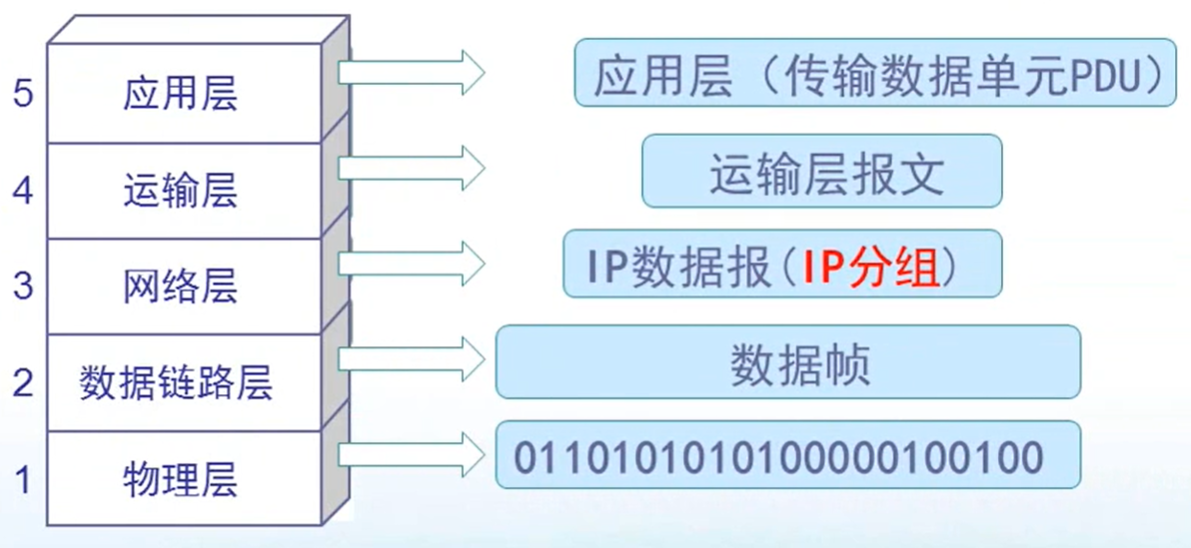 5 应用层 应用层（传输数据单元PDU）
4 运输层 运输层报文
3 网络层 IP数据报(IP分组)
2 数据链路层 数据帧
1 物理层 0110101010100000100100